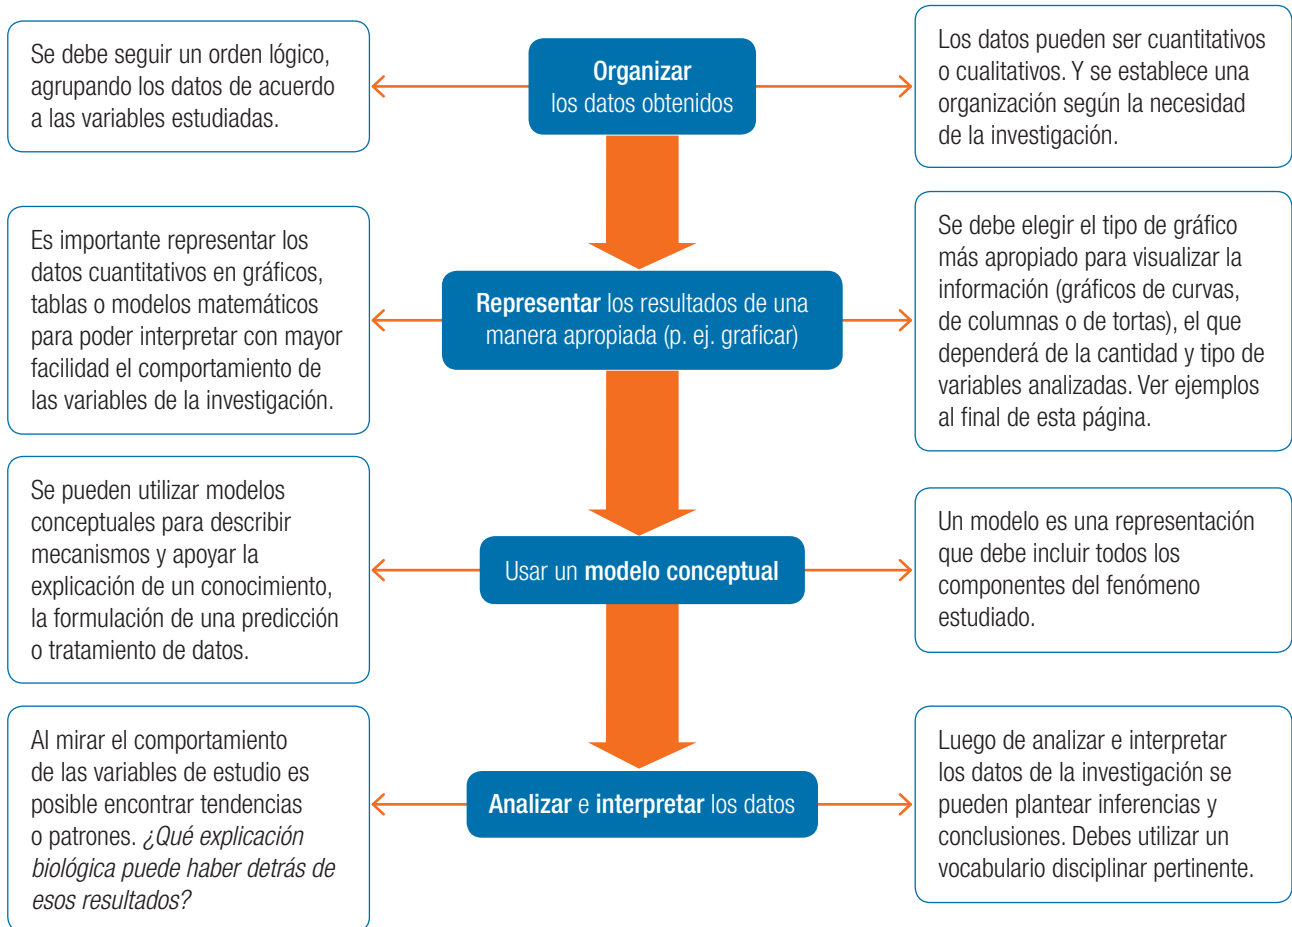 Se debe seguir un orden lógico,
agrupando los datos de acuerdo
a las variables estudiadas.
Organizar
los datos obtenidos
Los datos pueden ser cuantitativos
o cualitativos. Y se establece una
organización según la necesidad
de la investigación.
Es importante representar los
datos cuantitativos en gráficos,
tablas o modelos matemáticos
para poder interpretar con mayor
facilidad el comportamiento de
las variables de la investigación.
Representar los resultados de una
manera apropiada (p. ej. graficar)
Se debe elegir el tipo de gráfico
más apropiado para visualizar la
información (gráficos de curvas,
de columnas o de tortas), el que
dependerá de la cantidad y tipo de
variables analizadas. Ver ejemplos
al final de esta página.
Se pueden utilizar modelos
conceptuales para describir
mecanismos y apoyar la
explicación de un conocimiento,
la formulación de una predicción
o tratamiento de datos.
Usar un modelo conceptual
Un modelo es una representación
que debe incluir todos los
componentes del fenómeno
estudiado.
Al mirar el comportamiento
de las variables de estudio es
posible encontrar tendencias
o patrones. ¿Qué explicación
biológica puede haber detrás de
esos resultados?
Analizar e interpretar los datos
Luego de analizar e interpretar
los datos de la investigación se
pueden plantear inferencias y
conclusiones. Debes utilizar un
vocabulario disciplinar pertinente.